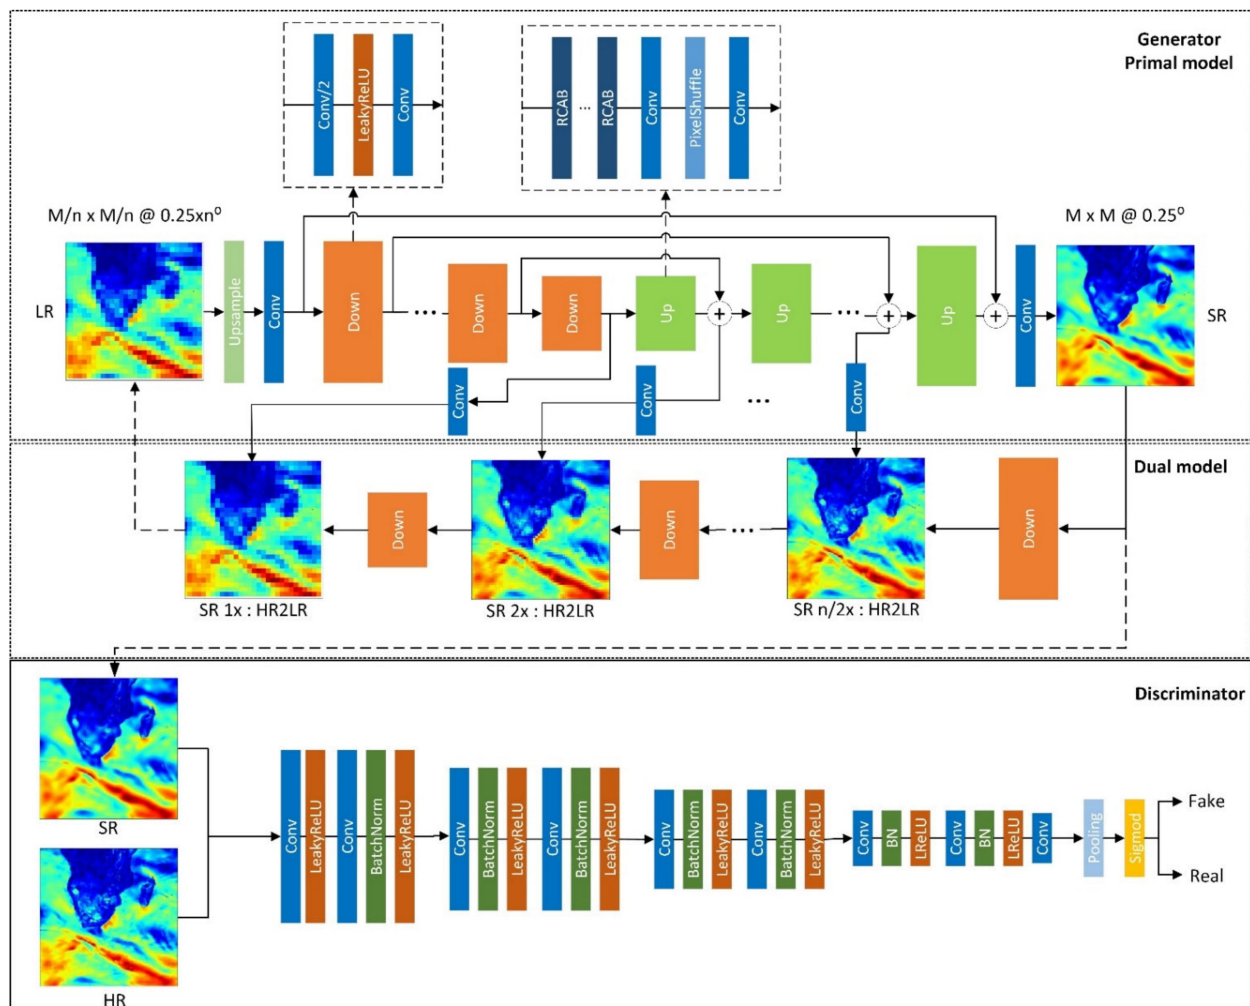 Generator
Primal model
Conv/2
LeakyReLU
Conv
RCAB
...
RCAB
Conv
PixelShuffle
Conv
M/n x M/n @ 0.25xn⁰
M x M @ 0.25⁰
LR
Upsample
Conv
Down
...
Down
Down
Up
+
Up
...
+
Up
+
Conv
SR
Conv
Conv
...
Conv
Dual model
Down
Down
...
Down
SR 1x : HR2LR
SR 2x : HR2LR
SR n/2x : HR2LR
Discriminator
SR
HR
Conv
LeakyReLU
Conv
BatchNorm
LeakyReLU
Conv
BatchNorm
LeakyReLU
Conv
BatchNorm
LeakyReLU
Conv
BatchNorm
LeakyReLU
Conv
BatchNorm
LeakyReLU
Conv
BN
LReLU
Conv
BN
LReLU
Conv
Pooling
Sigmod
Fake
Real